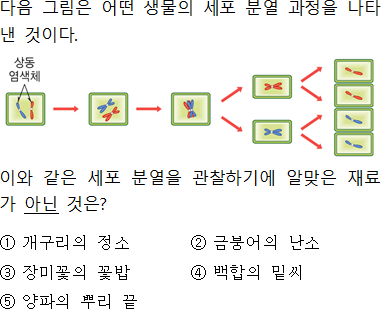 다음 그림은 어떤 생물의 세포 분열 과정을 나타
낸 것이다.
상동
염색체
이와 같은 세포 분열을 관찰하기에 알맞은 재료
가 아닌 것은?
① 개구리의 정소 ② 금붕어의 난소
③ 장미꽃의 꽃밥 ④ 백합의 밑씨
⑤ 양파의 뿌리 끝